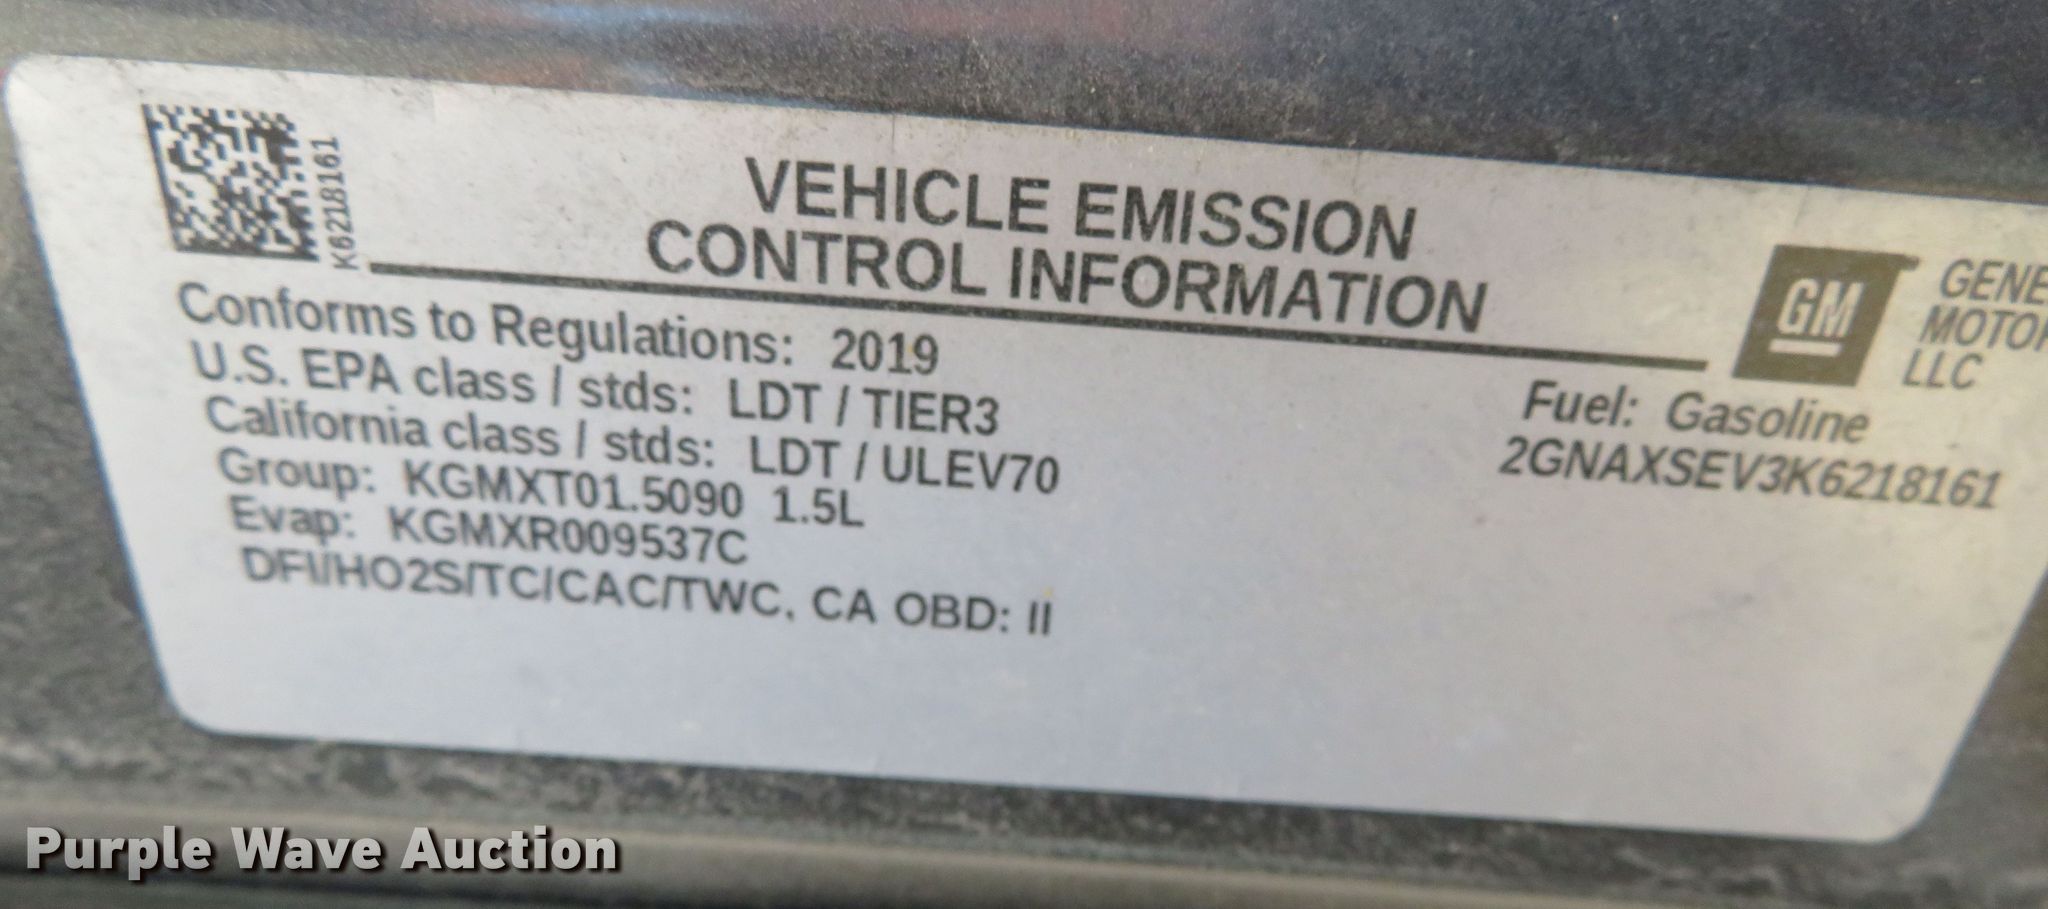 K6218161
VEHICLE EMISSION
CONTROL INFORMATION
GM
GENE
MOTOR
LLC
Conforms to Regulations: 2019
U.S. EPA class / stds: LDT / TIER3
California class / stds: LDT / ULEV70
Group: KGMXT01.5090 1.5L
Evap: KGMXR009537C
DFI/HO2S/TC/CAC/TWC, CA OBD: II
Fuel: Gasoline
2GNAXSEV3K6218161
Purple Wave Auction